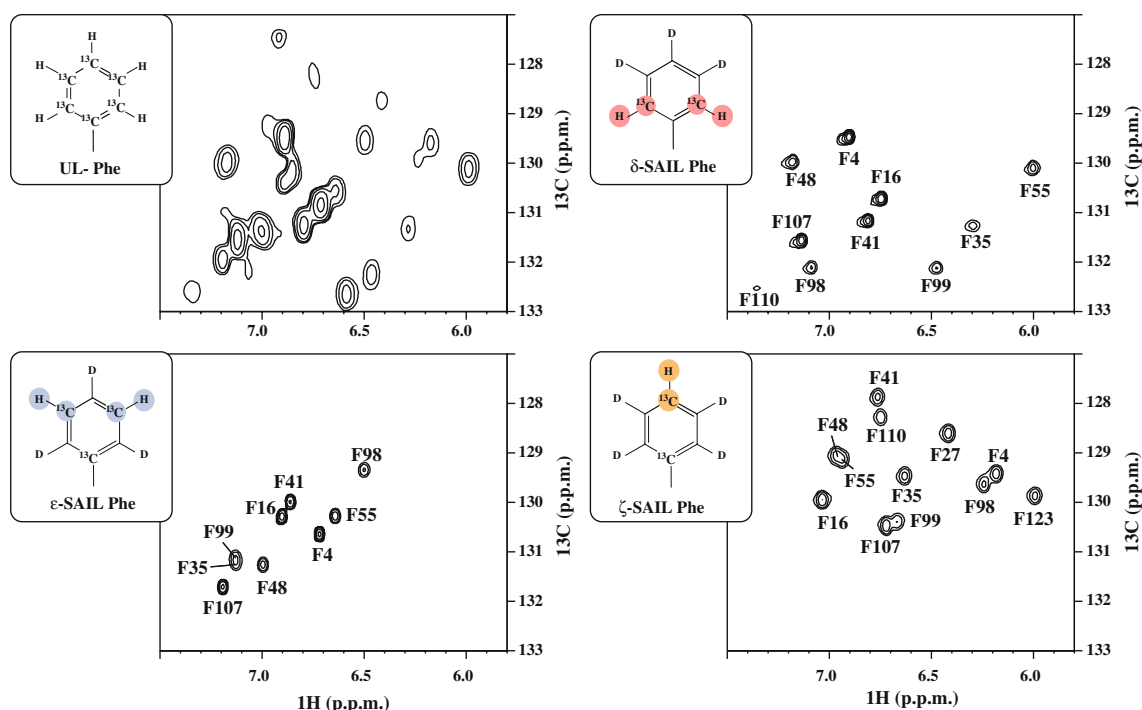 H
13C
H
13C
13C
H
13C
13C
H
13C
H
UL- Phe
128
129
130
131
132
133
13C (p.p.m.)
7.0
6.5
6.0
D
D
D
13C
13C
H
H
δ-SAIL Phe
F4
F48
F16
F55
F107
F41
F35
F98
F99
F110
128
129
130
131
132
133
13C (p.p.m.)
7.0
6.5
6.0
D
H
H
13C
13C
D
13C
D
ε-SAIL Phe
F98
F41
F16
F55
F99
F4
F35
F48
F107
128
129
130
131
132
133
13C (p.p.m.)
7.0
6.5
6.0
1H (p.p.m.)
H
13C
D
D
D
D
13C
ζ-SAIL Phe
F41
F48
F110
F27
F4
F55
F35
F98
F16
F99
F123
F107
128
129
130
131
132
133
13C (p.p.m.)
7.0
6.5
6.0
1H (p.p.m.)